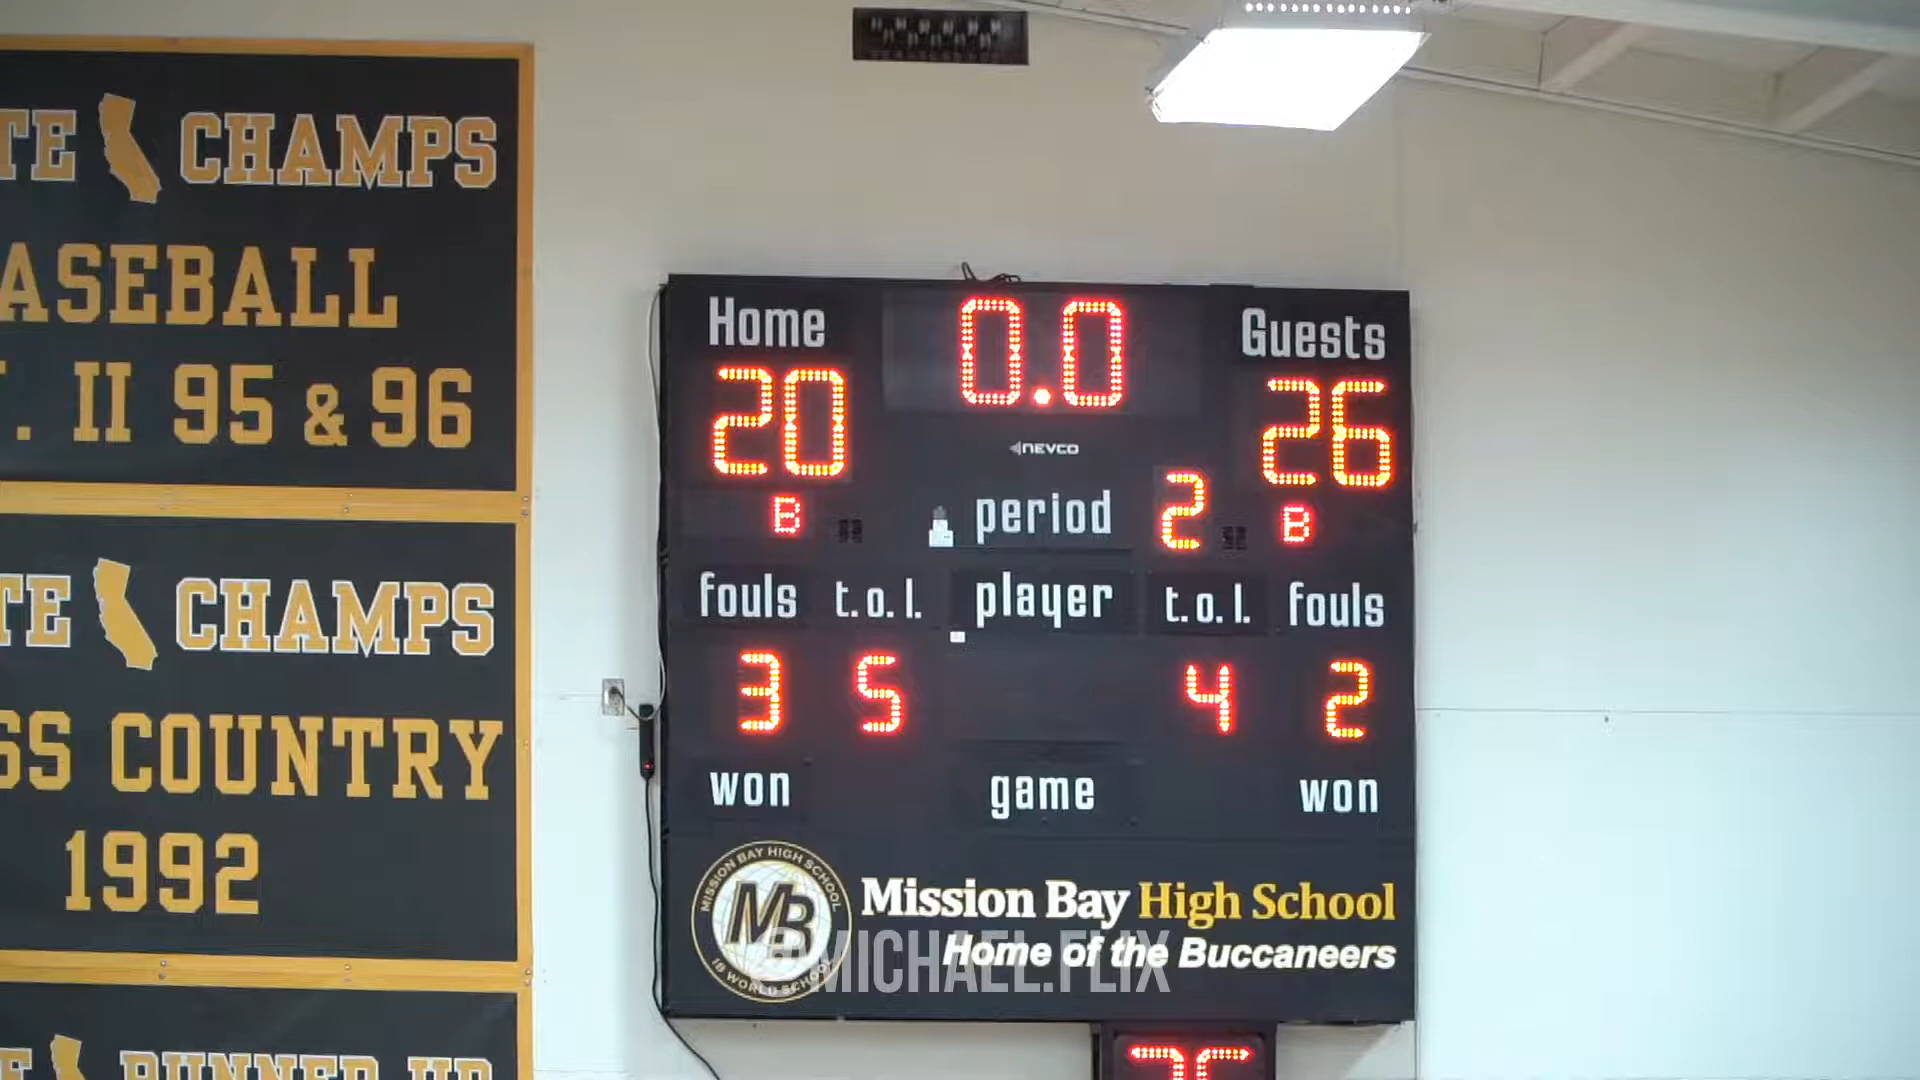 TE CHAMPS
ASEBALL
. II 95 & 96
TE CHAMPS
SS COUNTRY
1992
RUNNER UP
Home 0.0 Guests
20 26
NEVCO
B period 2 B
fouls t.o.l. player t.o.l. fouls
3 5 4 2
won game won
MISSION BAY HIGH SCHOOL
MB
IB WORLD SCHOOL
Mission Bay High School
Home of the Buccaneers
@MICHAEL.FLIX